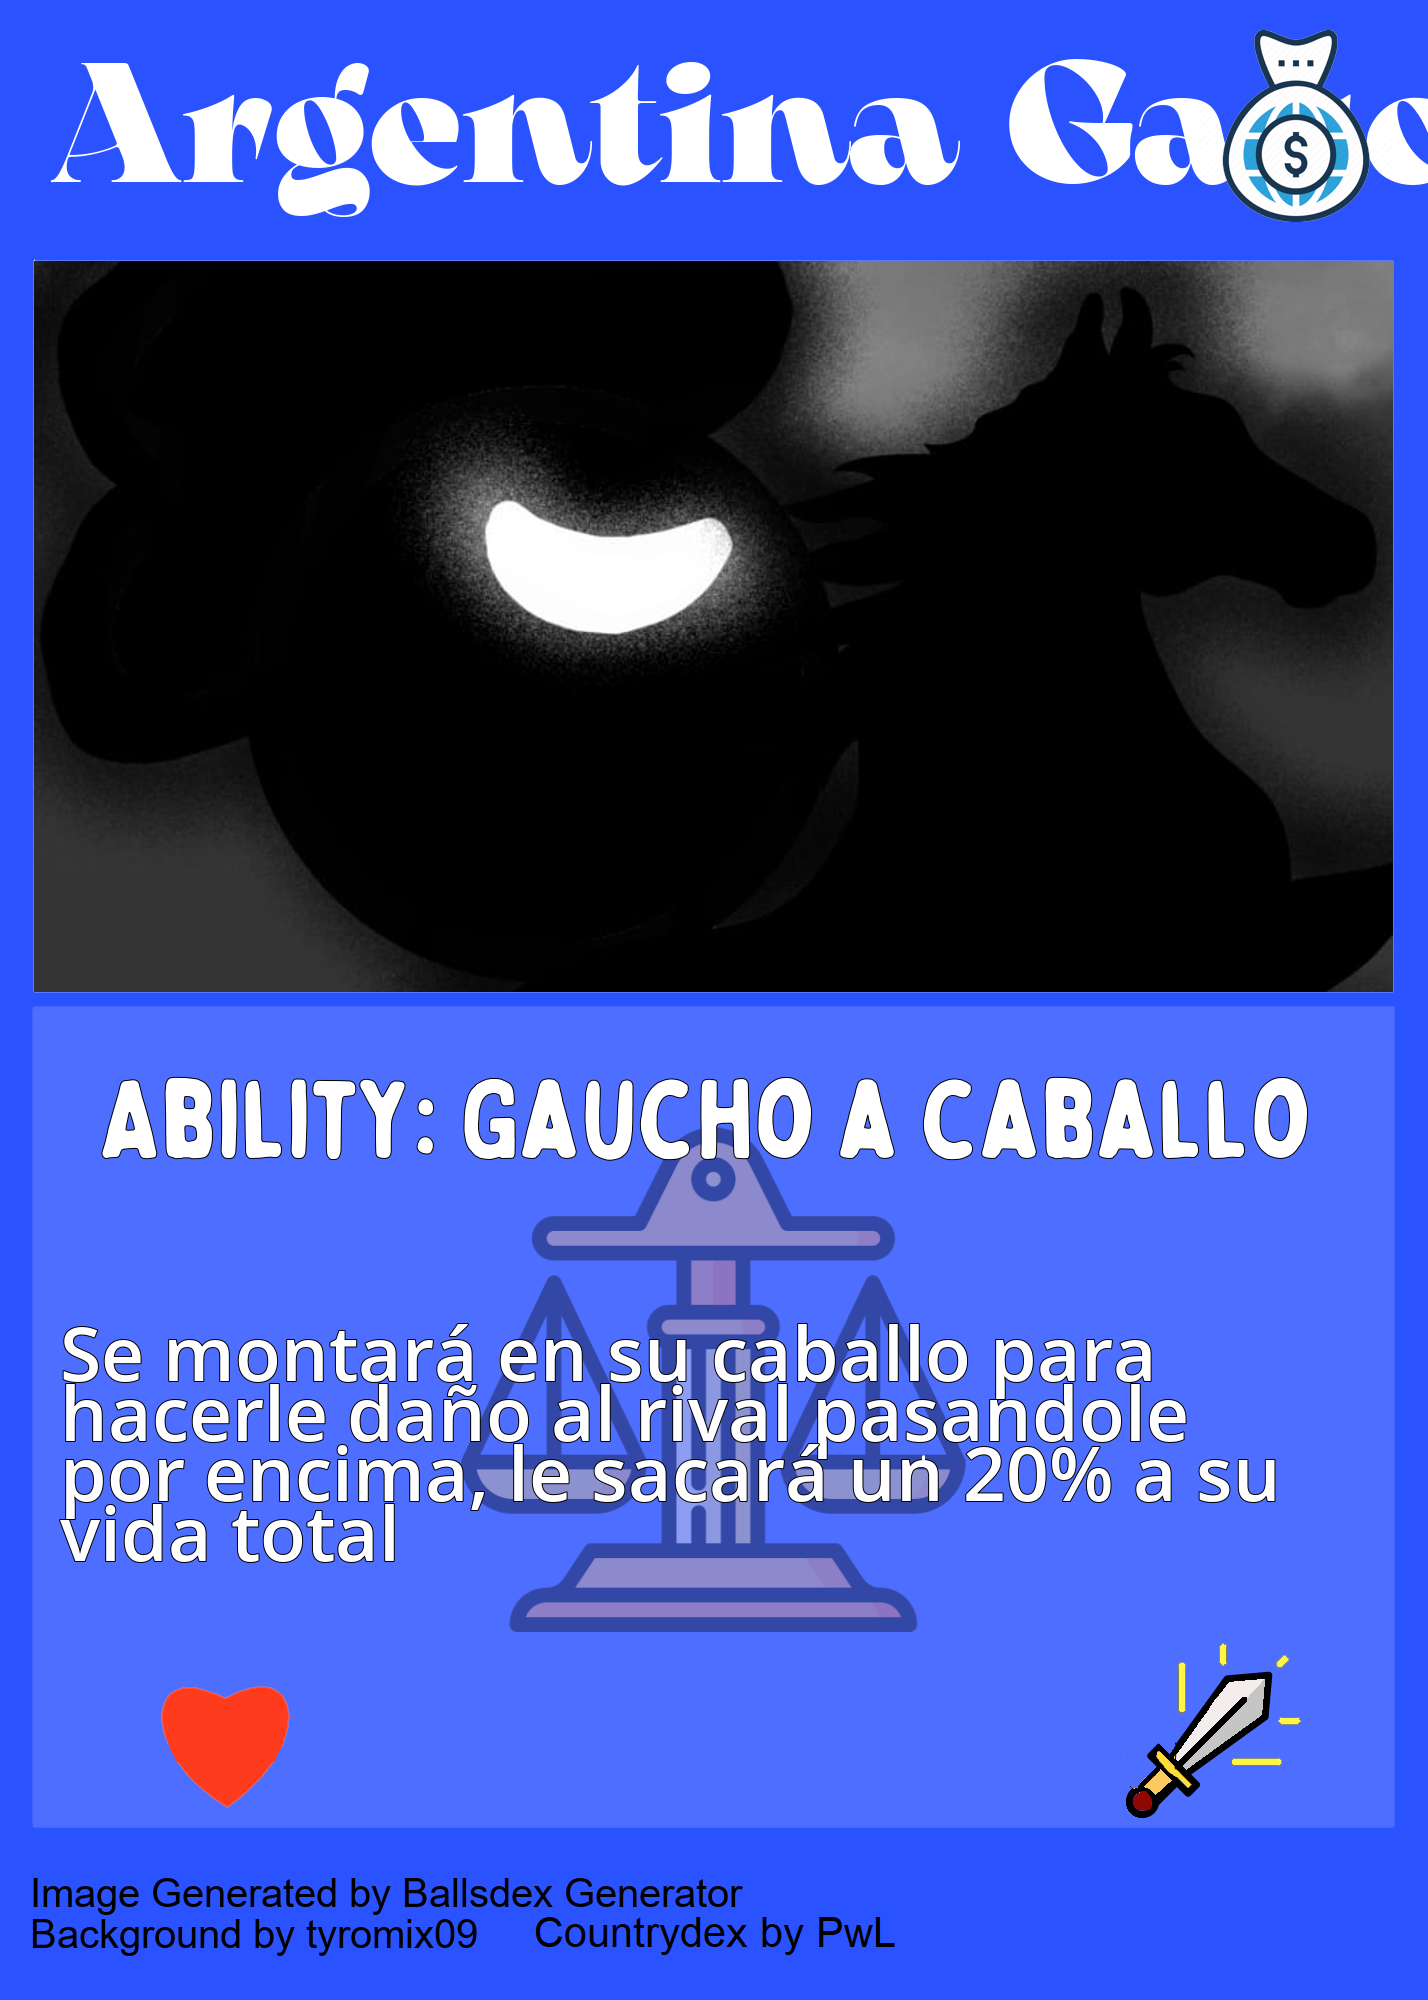 Argentina
ABILITY: GAUCHO A CABALLO
Se montará en su caballo para
hacerle daño al rival pasandole
por encima, le sacará un 20% a su
vida total
Image Generated by Ballsdex Generator
Background by tyromix09 Countrydex by PwL